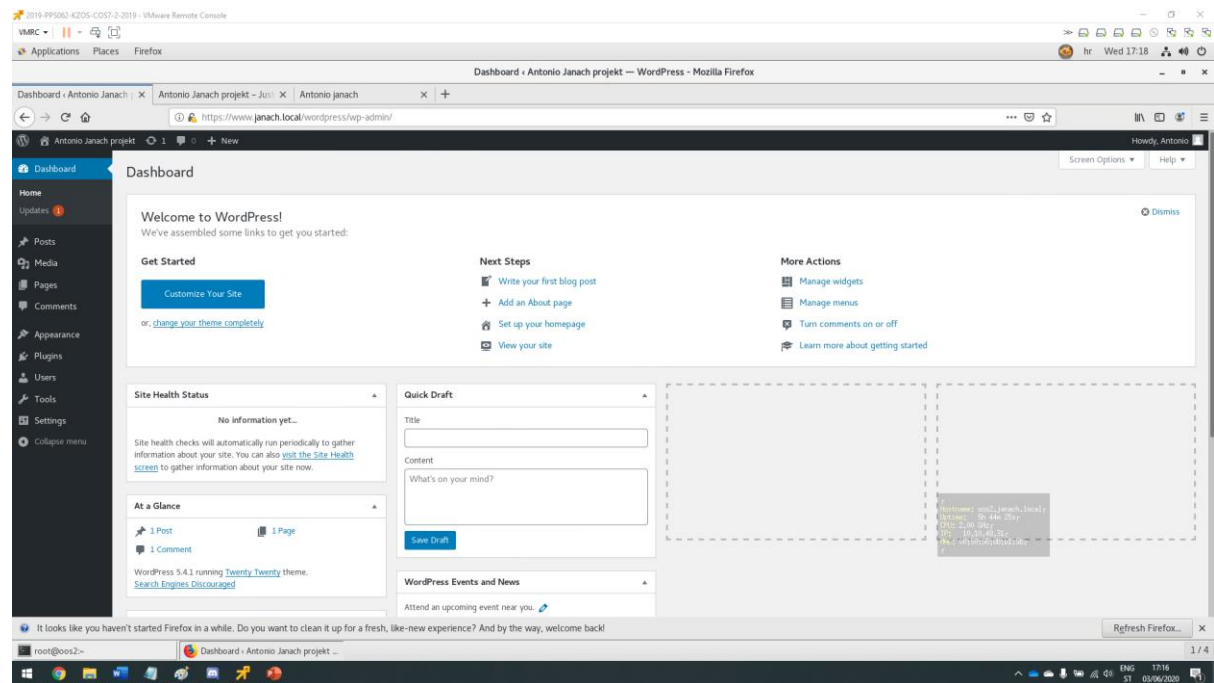 2019-PPS062-KZOS-COS7-2-2019 - VMware Remote Console
VMRC
Applications Places Firefox
hr Wed 17:18
Dashboard ‹ Antonio Janach projekt — WordPress - Mozilla Firefox
Dashboard ‹ Antonio Janach
Antonio Janach projekt – Just
Antonio janach
https://www.janach.local/wordpress/wp-admin/
Antonio Janach projekt 1 0 + New
Howdy, Antonio
Dashboard
Home
Updates 1
Posts
Media
Pages
Comments
Appearance
Plugins
Users
Tools
Settings
Collapse menu
Dashboard
Screen Options
Help
Welcome to WordPress!
We've assembled some links to get you started:
Dismiss
Get Started
Customize Your Site
or, change your theme completely
Next Steps
Write your first blog post
Add an About page
Set up your homepage
View your site
More Actions
Manage widgets
Manage menus
Turn comments on or off
Learn more about getting started
Site Health Status
No information yet…
Site health checks will automatically run periodically to gather
information about your site. You can also visit the Site Health
screen to gather information about your site now.
At a Glance
1 Post
1 Page
1 Comment
WordPress 5.4.1 running Twenty Twenty theme.
Search Engines Discouraged
Quick Draft
Title
Content
What's on your mind?
Save Draft
WordPress Events and News
Attend an upcoming event near you.
Hostname: oos2.janach.local
Uptime: 5h 44m 25s
CPU: 2,00 GHz
It looks like you haven't started Firefox in a while. Do you want to clean it up for a fresh, like-new experience? And by the way, welcome back!
Refresh Firefox…
root@oos2:~
Dashboard ‹ Antonio Janach projekt …
1 / 4
ENG 17:16
ST 03/06/2020